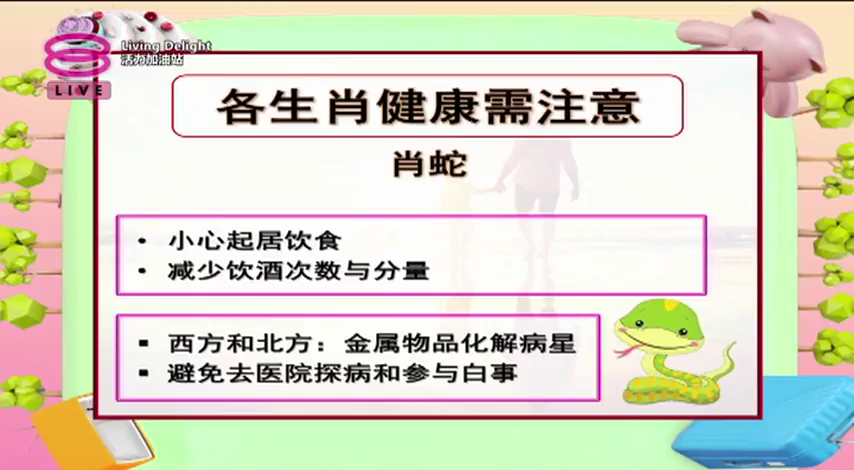 Living Delight
活力加油站
LIVE
各生肖健康需注意
肖蛇
• 小心起居饮食
• 减少饮酒次数与分量
▪ 西方和北方：金属物品化解病星
▪ 避免去医院探病和参与白事